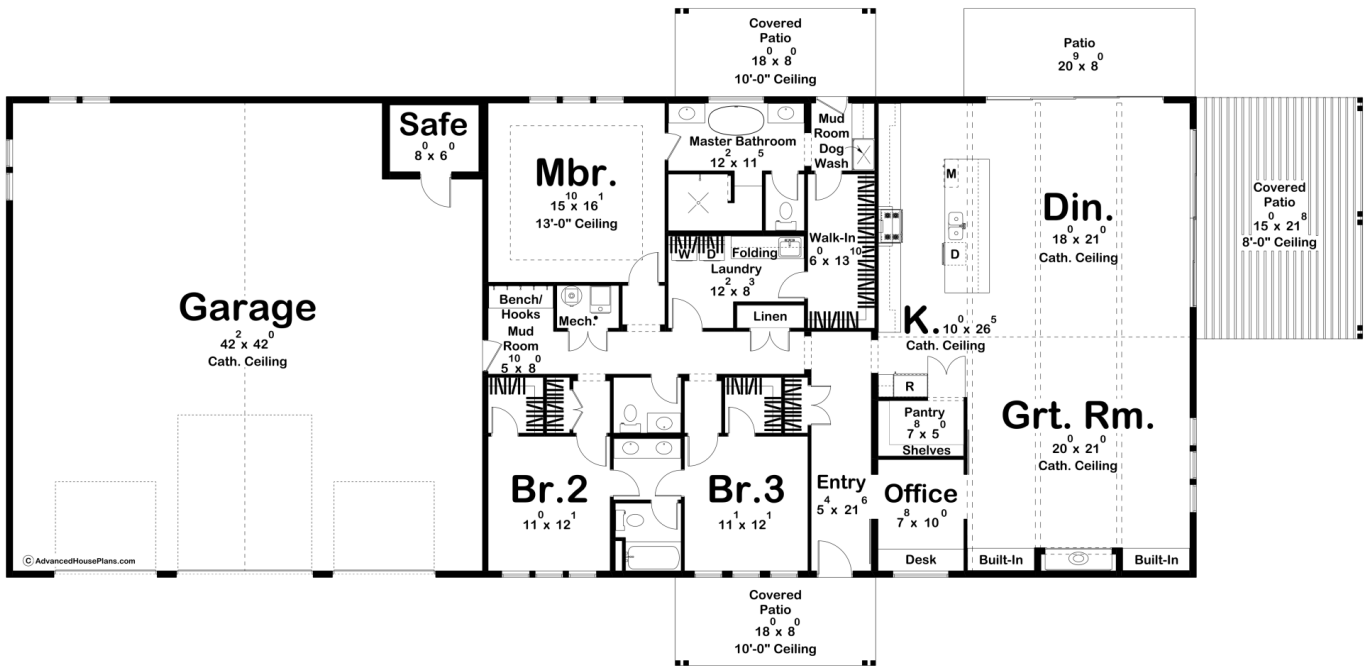 Covered
Patio
18⁰ x 8⁰
10'-0" Ceiling
Patio
20⁹ x 8⁰
Safe
8⁰ x 6⁰
Mbr.
15¹⁰ x 16¹
13'-0" Ceiling
Master Bathroom
12² x 11⁵
Mud
Room
Dog
Wash
M
D
Din.
18⁰ x 21⁰
Cath. Ceiling
Covered
Patio
15⁰ x 21⁸
8'-0" Ceiling
Garage
42² x 42⁰
Cath. Ceiling
W
D
Folding
Laundry
12² x 8³
Linen
Walk-In
6⁰ x 13¹⁰
Bench/
Hooks
Mud
Room
5¹⁰ x 8⁰
Mech.
K. 10⁰ x 26⁵
Cath. Ceiling
R
Pantry
7⁸ x 5⁰
Shelves
Grt. Rm.
20⁰ x 21⁰
Cath. Ceiling
Br.2
11⁰ x 12¹
Br.3
11¹ x 12¹
Entry
5⁴ x 21⁶
Office
7⁸ x 10⁰
Desk
Built-In
Built-In
© AdvancedHousePlans.com
Covered
Patio
18⁰ x 8⁰
10'-0" Ceiling